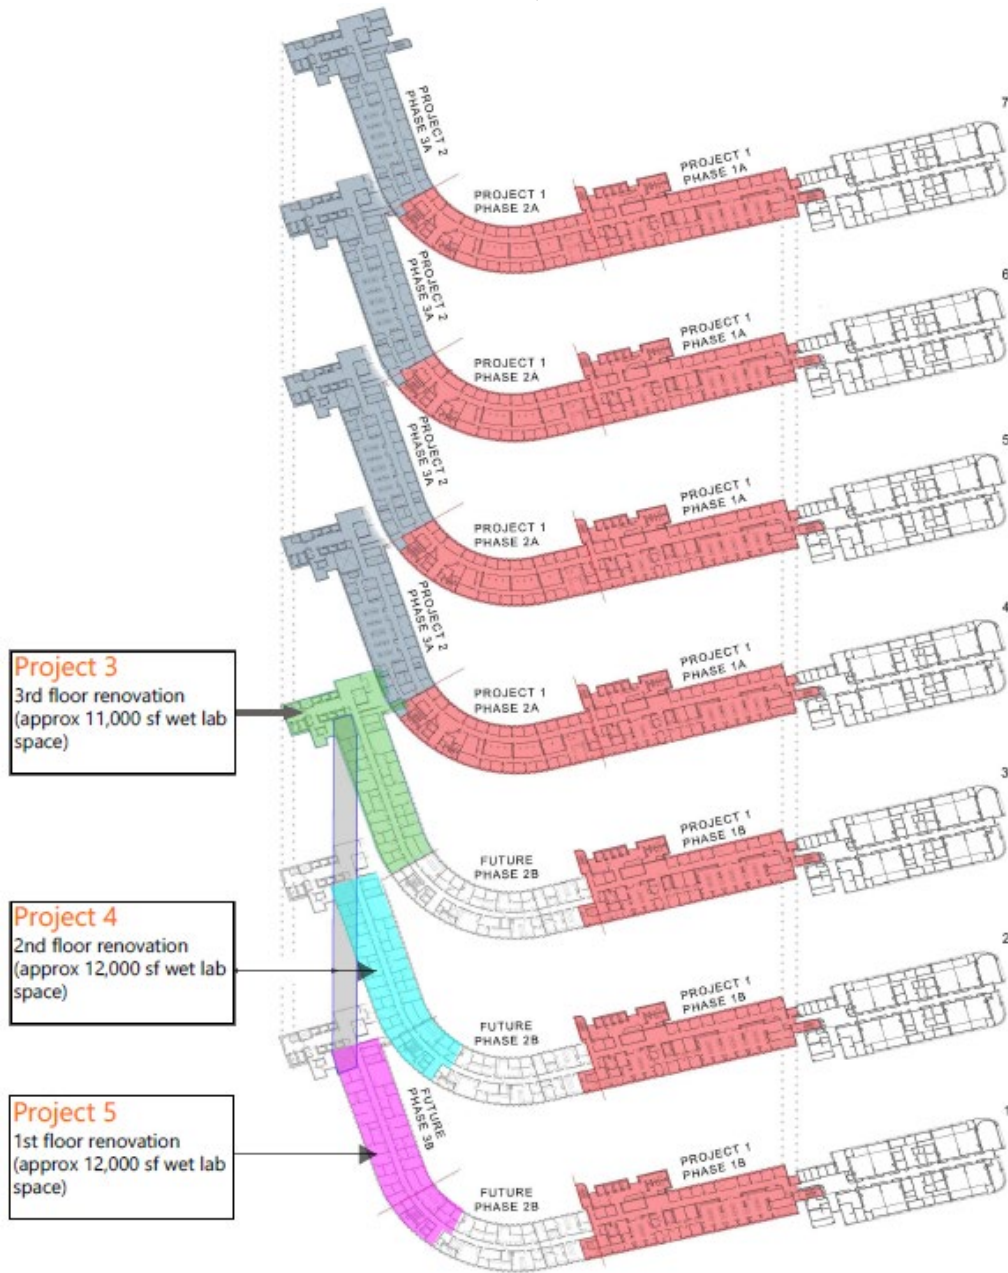 7
PROJECT 2
PHASE 3A
PROJECT 1
PHASE 2A
PROJECT 1
PHASE 1A
6
PROJECT 2
PHASE 3A
PROJECT 1
PHASE 2A
PROJECT 1
PHASE 1A
5
PROJECT 2
PHASE 3A
PROJECT 1
PHASE 2A
PROJECT 1
PHASE 1A
4
PROJECT 2
PHASE 3A
PROJECT 1
PHASE 2A
PROJECT 1
PHASE 1A
Project 3
3rd floor renovation
(approx 11,000 sf wet lab
space)
3
FUTURE
PHASE 2B
PROJECT 1
PHASE 1B
Project 4
2nd floor renovation
(approx 12,000 sf wet lab
space)
2
FUTURE
PHASE 2B
PROJECT 1
PHASE 1B
Project 5
1st floor renovation
(approx 12,000 sf wet lab
space)
1
FUTURE
PHASE 3B
FUTURE
PHASE 2B
PROJECT 1
PHASE 1B